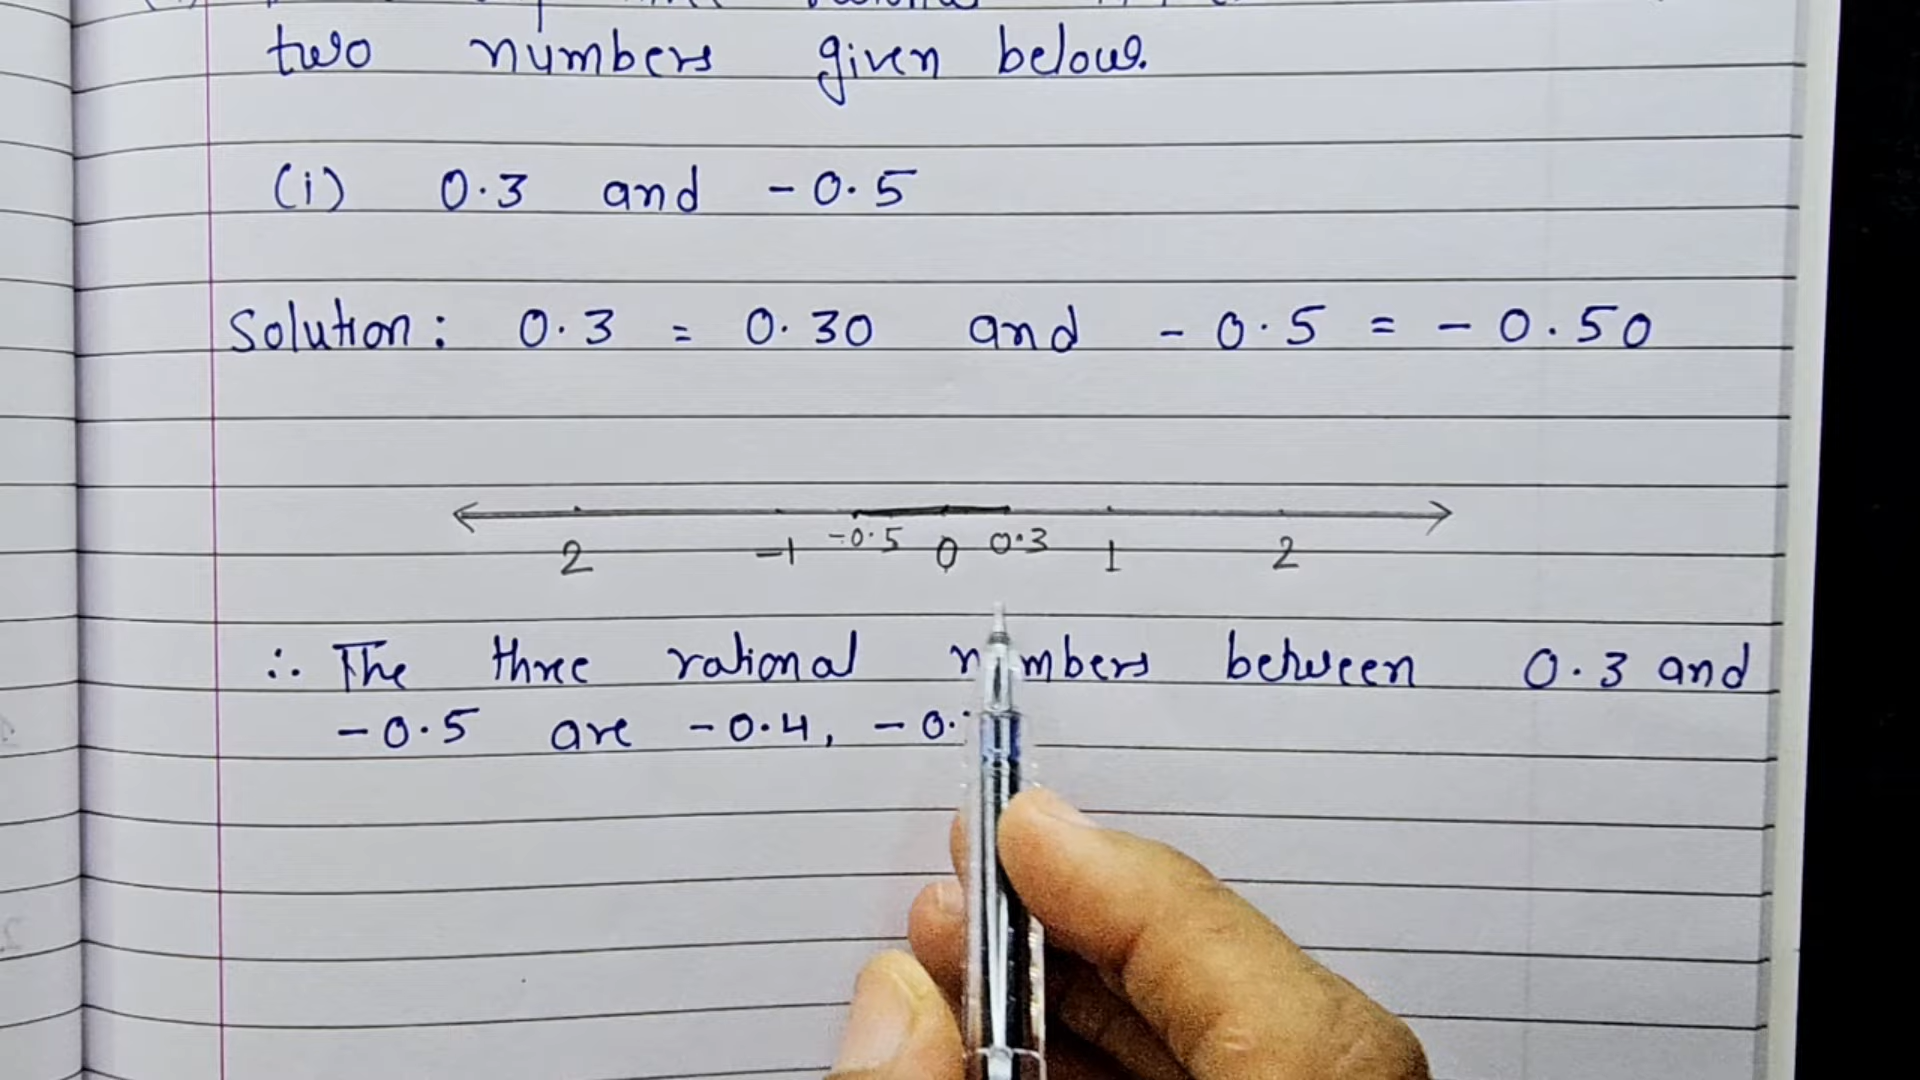 two numbers given below.
(i) 0.3 and -0.5
Solution: 0.3 = 0.30 and -0.5 = -0.50
2 -1 -0.5 0 0.3 1 2
∴ The three rational numbers between 0.3 and
-0.5 are -0.4, -0.